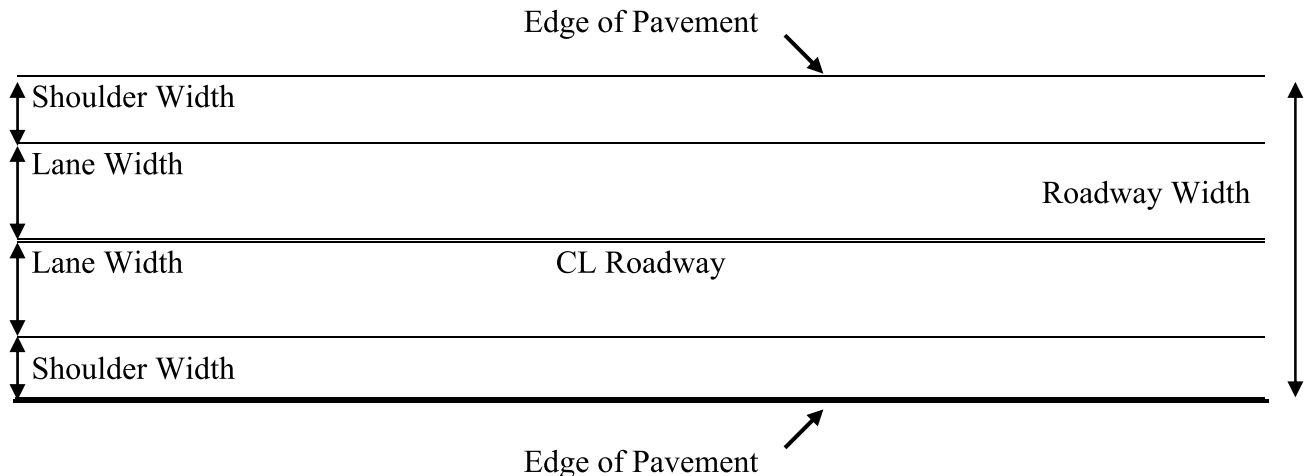 Edge of Pavement
Shoulder Width
Lane Width
Roadway Width
Lane Width
CL Roadway
Shoulder Width
Edge of Pavement